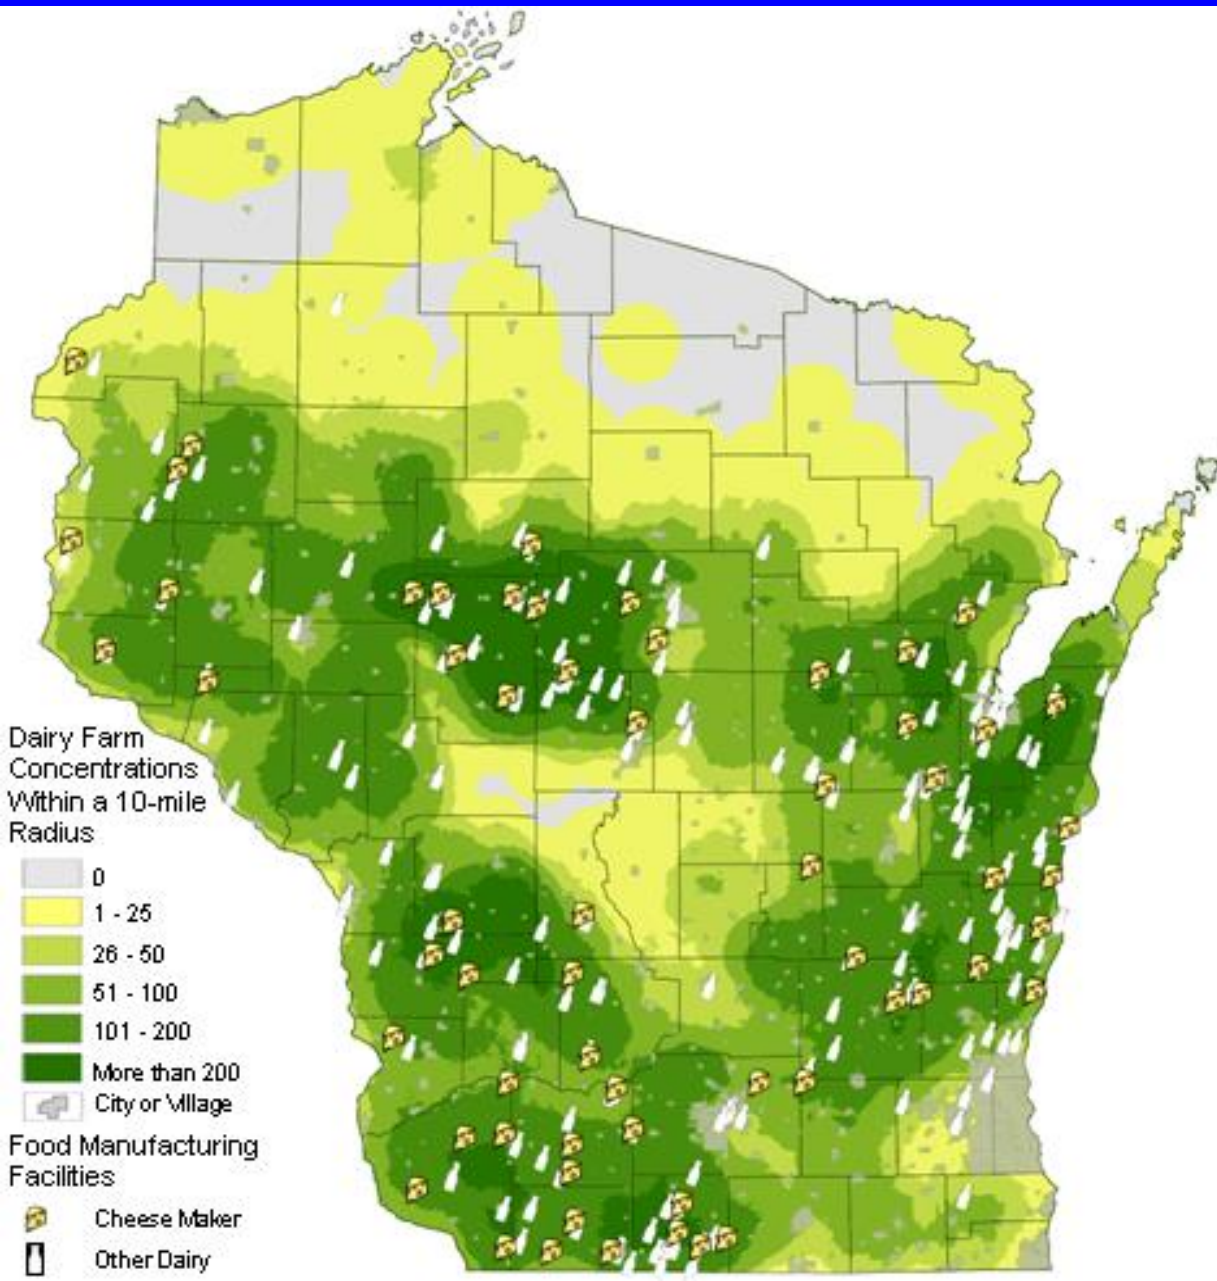 Dairy Farm
Concentrations
Within a 10-mile
Radius
0
1 - 25
26 - 50
51 - 100
101 - 200
More than 200
City or Village
Food Manufacturing
Facilities
Cheese Maker
Other Dairy